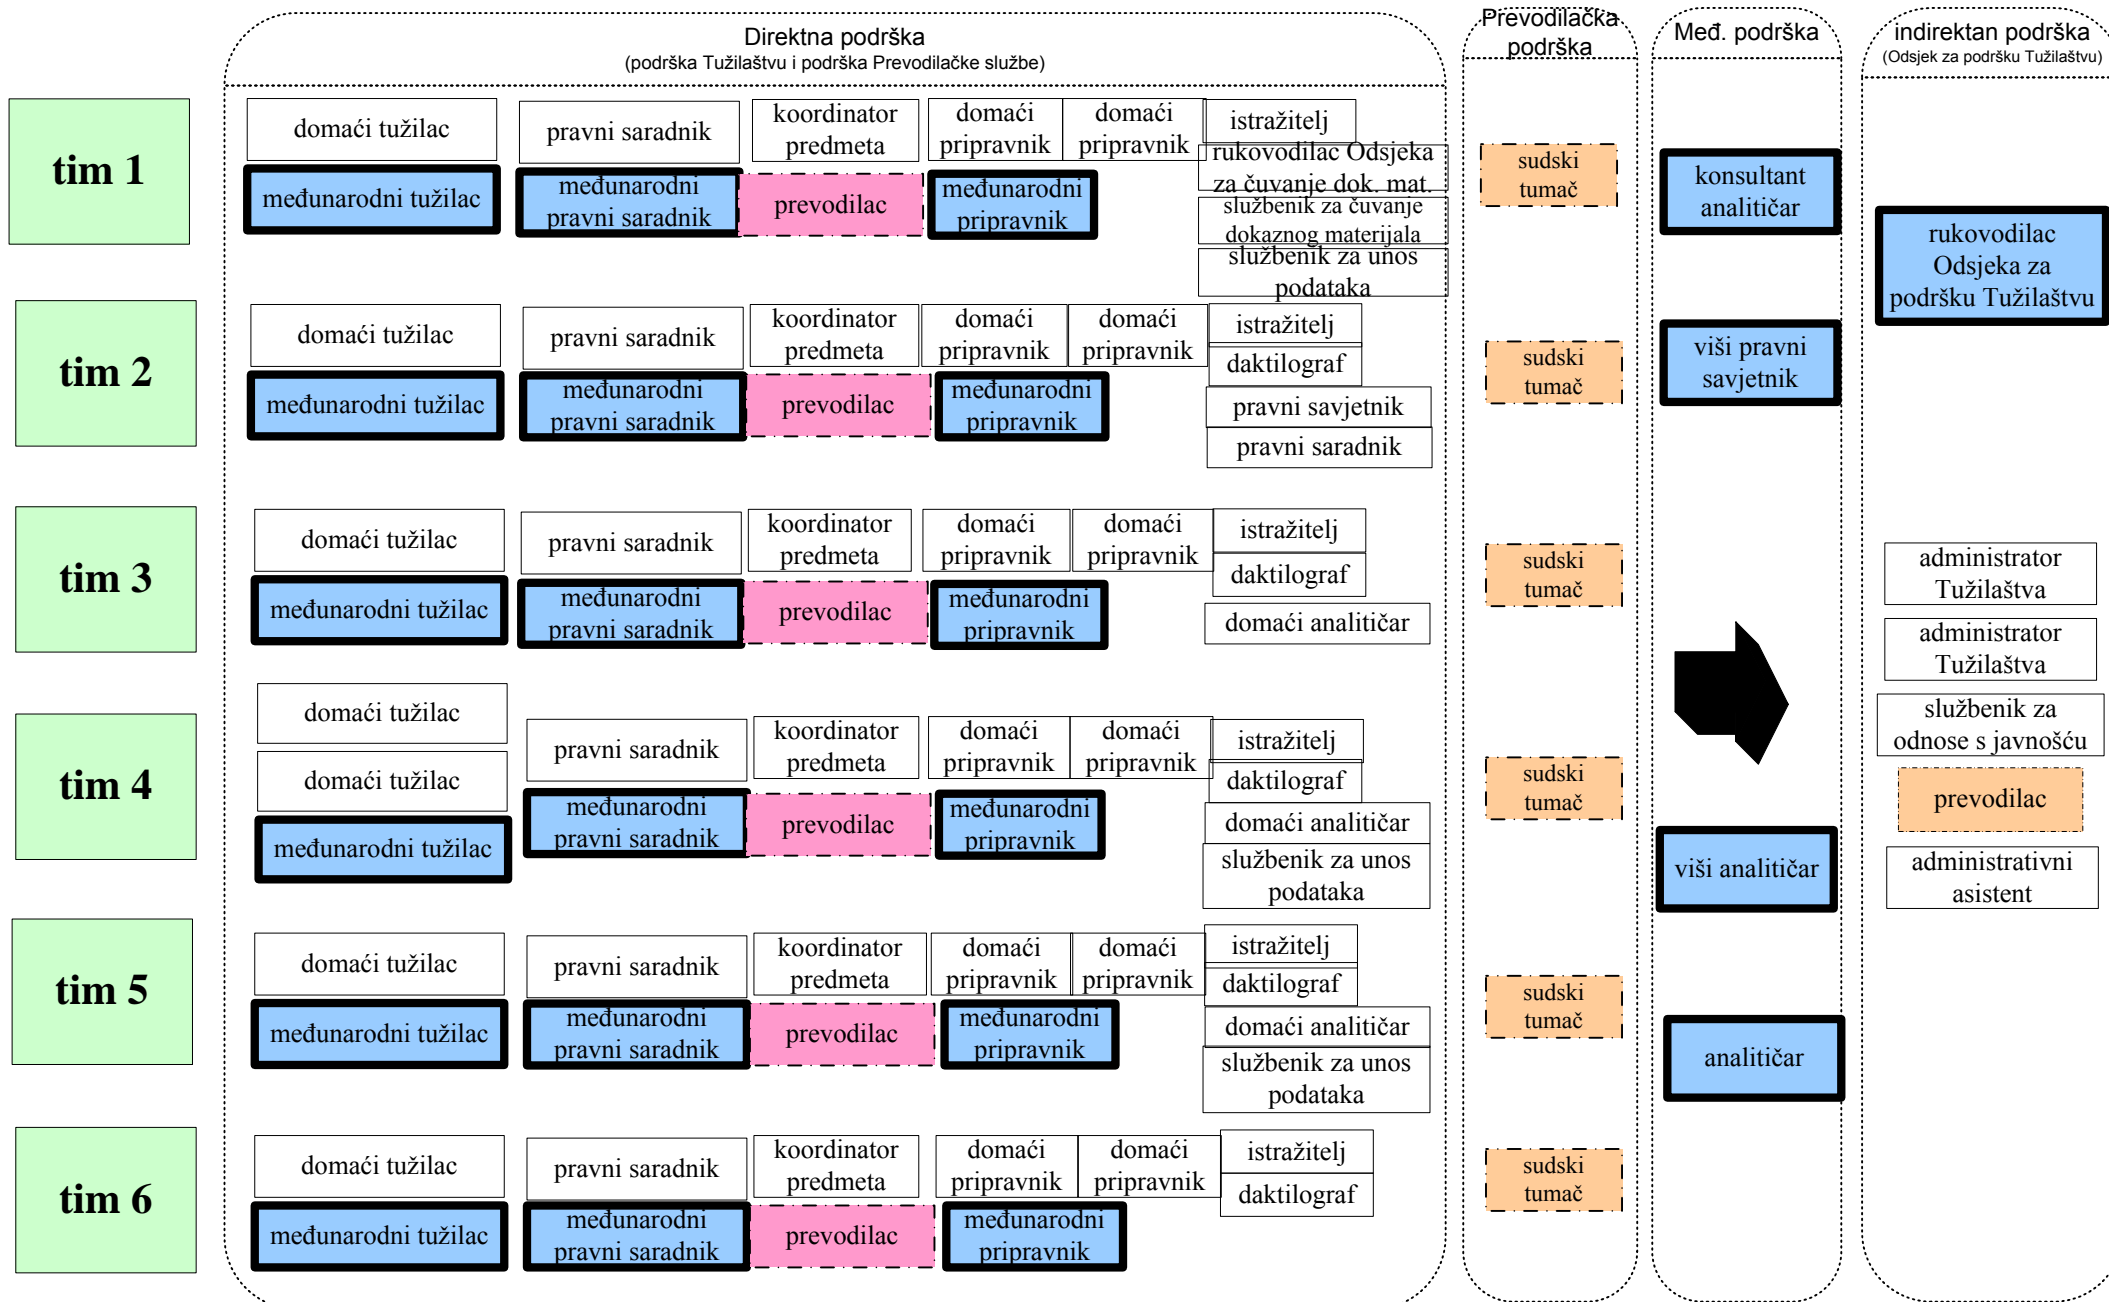 Direktna podrška
(podrška Tužilaštvu i podrška Prevodilačke službe)
Prevodilačka
podrška
Međ. podrška
indirektan podrška
(Odsjek za podršku Tužilaštvu)
tim 1
domaći tužilac
međunarodni tužilac
pravni saradnik
međunarodni
pravni saradnik
koordinator
predmeta
prevodilac
domaći
pripravnik
domaći
pripravnik
međunarodni
pripravnik
istražitelj
rukovodilac Odsjeka
za čuvanje dok. mat.
službenik za čuvanje
dokaznog materijala
službenik za unos
podataka
sudski
tumač
konsultant
analitičar
rukovodilac
Odsjeka za
podršku Tužilaštvu
tim 2
domaći tužilac
međunarodni tužilac
pravni saradnik
međunarodni
pravni saradnik
koordinator
predmeta
prevodilac
domaći
pripravnik
domaći
pripravnik
međunarodni
pripravnik
istražitelj
daktilograf
pravni savjetnik
pravni saradnik
sudski
tumač
viši pravni
savjetnik
tim 3
domaći tužilac
međunarodni tužilac
pravni saradnik
međunarodni
pravni saradnik
koordinator
predmeta
prevodilac
domaći
pripravnik
domaći
pripravnik
međunarodni
pripravnik
istražitelj
daktilograf
domaći analitičar
sudski
tumač
administrator
Tužilaštva
administrator
Tužilaštva
tim 4
domaći tužilac
domaći tužilac
međunarodni tužilac
pravni saradnik
međunarodni
pravni saradnik
koordinator
predmeta
prevodilac
domaći
pripravnik
domaći
pripravnik
međunarodni
pripravnik
istražitelj
daktilograf
domaći analitičar
službenik za unos
podataka
sudski
tumač
viši analitičar
službenik za
odnose s javnošću
prevodilac
administrativni
asistent
tim 5
domaći tužilac
međunarodni tužilac
pravni saradnik
međunarodni
pravni saradnik
koordinator
predmeta
prevodilac
domaći
pripravnik
domaći
pripravnik
međunarodni
pripravnik
istražitelj
daktilograf
domaći analitičar
službenik za unos
podataka
sudski
tumač
analitičar
tim 6
domaći tužilac
međunarodni tužilac
pravni saradnik
međunarodni
pravni saradnik
koordinator
predmeta
prevodilac
domaći
pripravnik
domaći
pripravnik
međunarodni
pripravnik
istražitelj
daktilograf
sudski
tumač